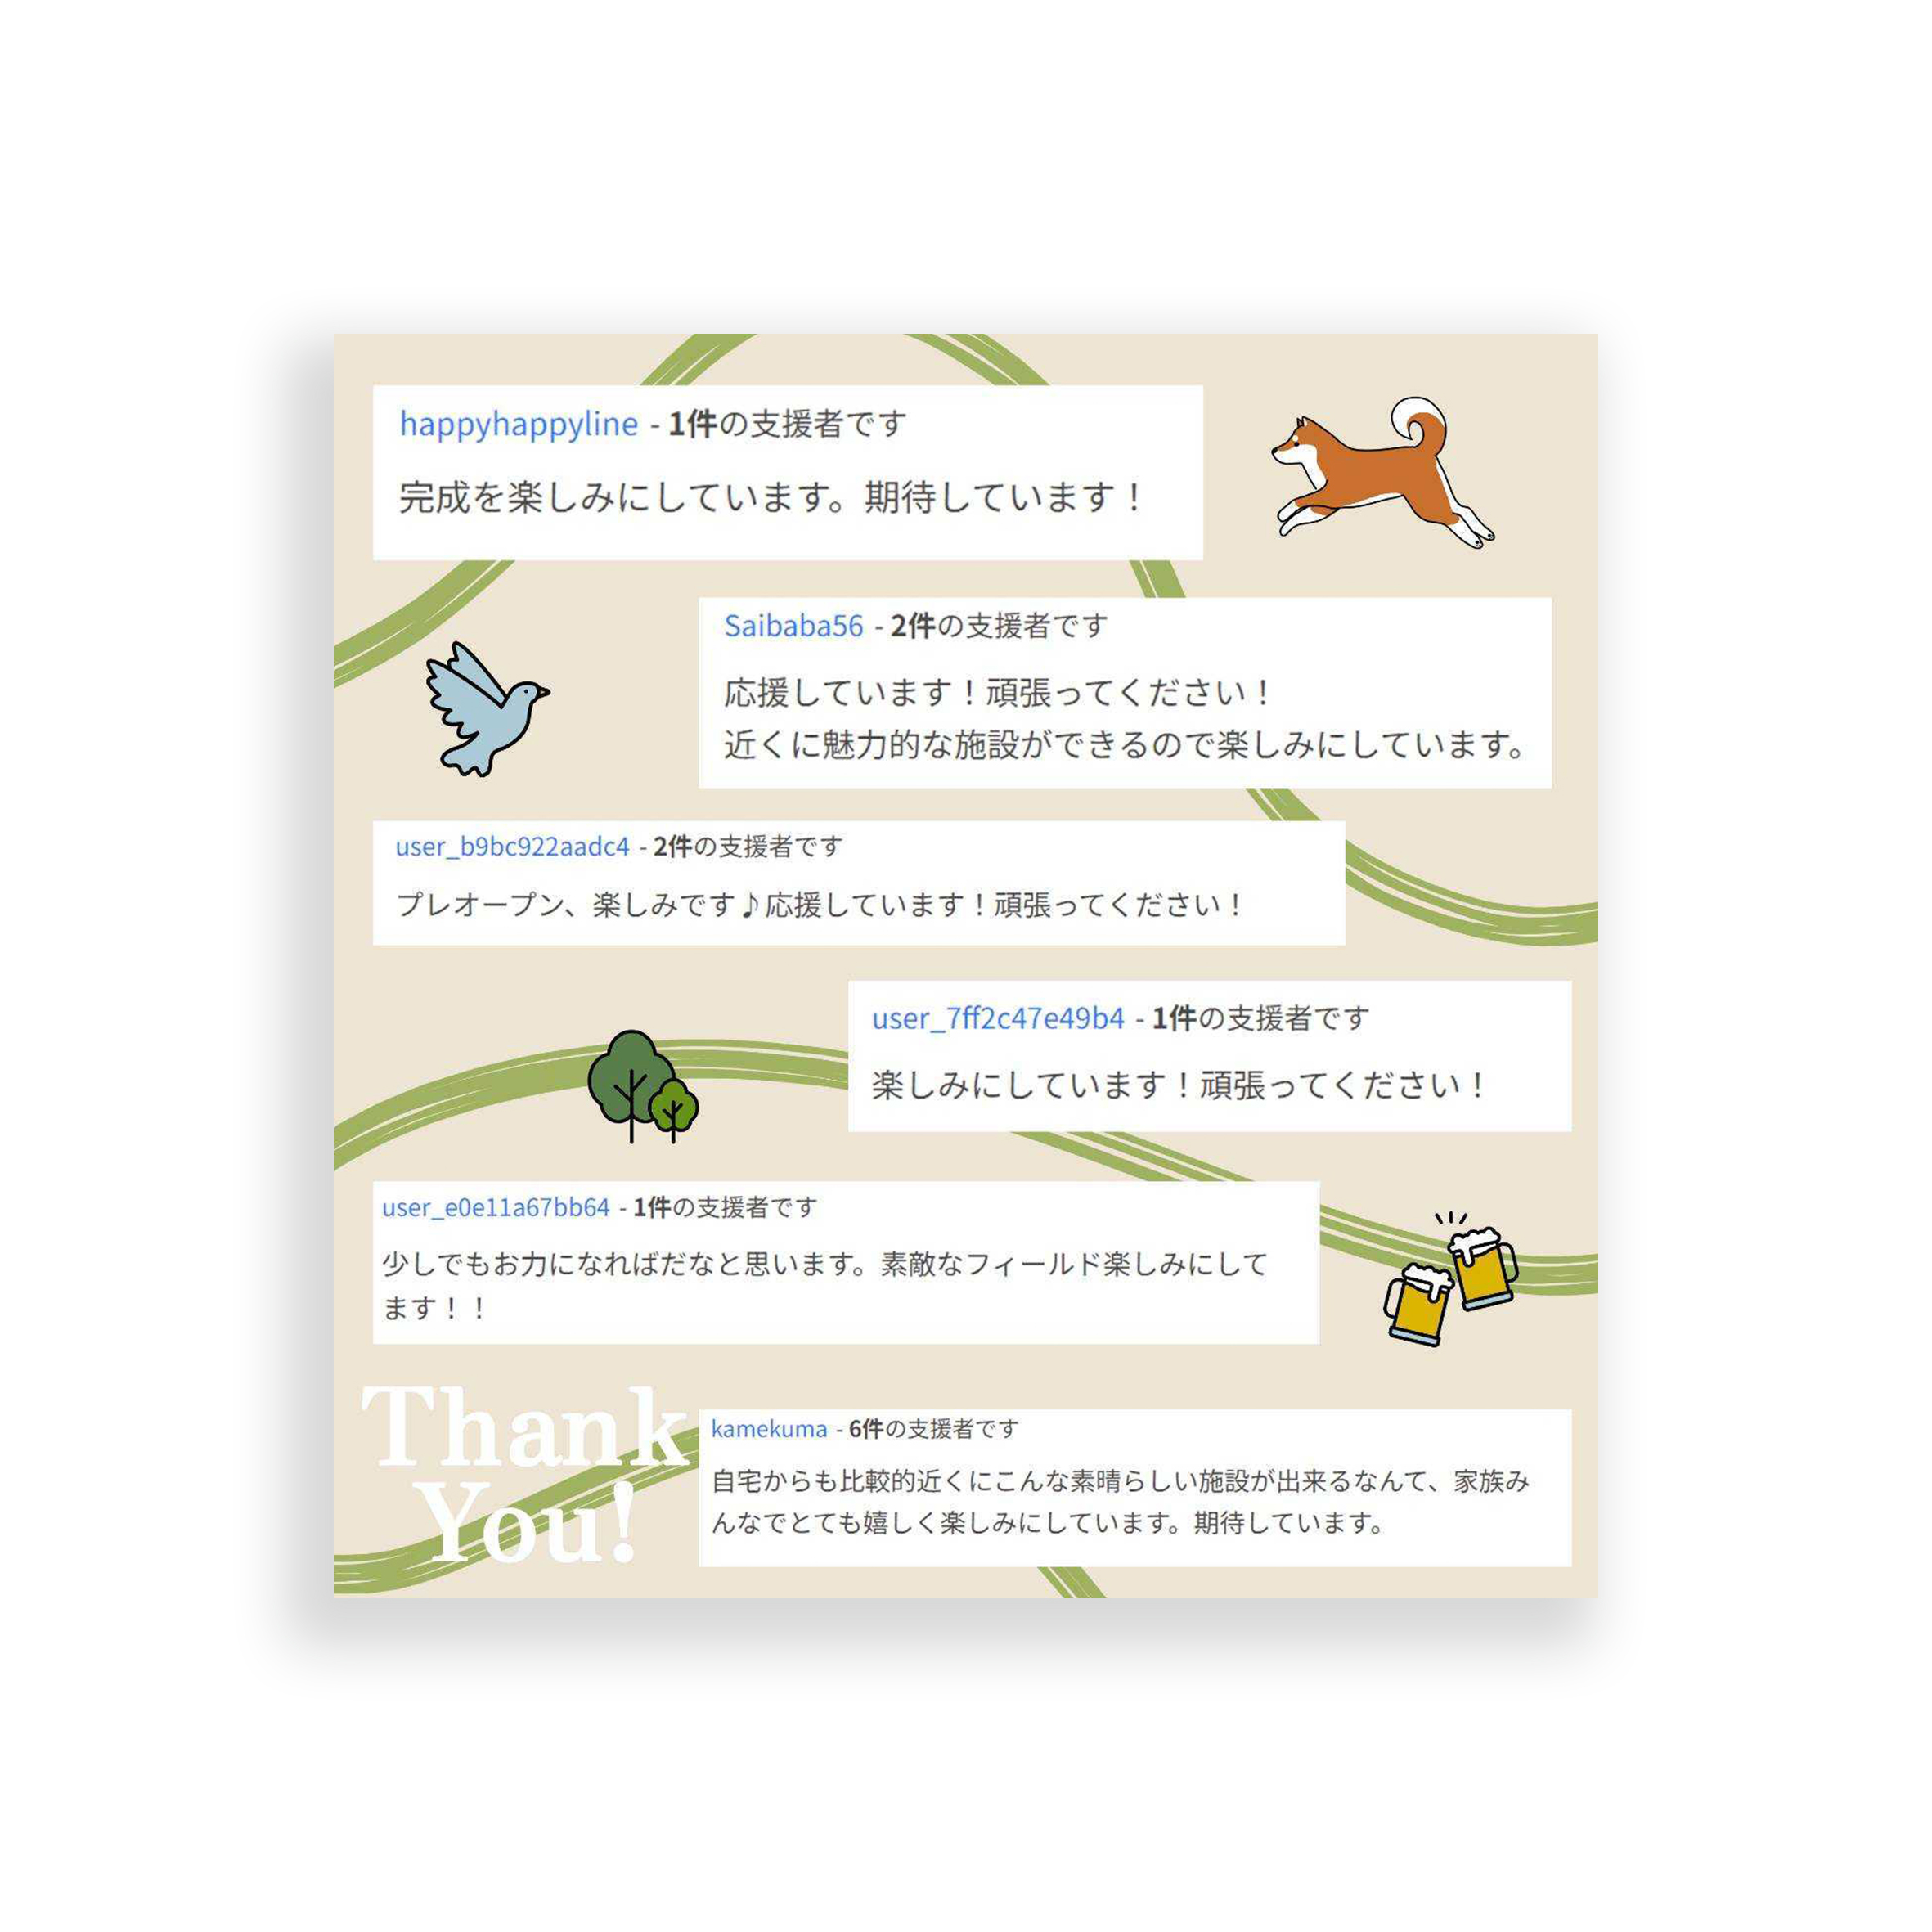 happyhappyline - 1件の支援者です
完成を楽しみにしています。期待しています！
Saibaba56 - 2件の支援者です
応援しています！頑張ってください！
近くに魅力的な施設ができるので楽しみにしています。
user_b9bc922aadc4 - 2件の支援者です
プレオープン、楽しみです♪応援しています！頑張ってください！
user_7ff2c47e49b4 - 1件の支援者です
楽しみにしています！頑張ってください！
user_e0e11a67bb64 - 1件の支援者です
少しでもお力になればだなと思います。素敵なフィールド楽しみにして
ます！！
Thank
You!
kamekuma - 6件の支援者です
自宅からも比較的近くにこんな素晴らしい施設が出来るなんて、家族み
んなでとても嬉しく楽しみにしています。期待しています。